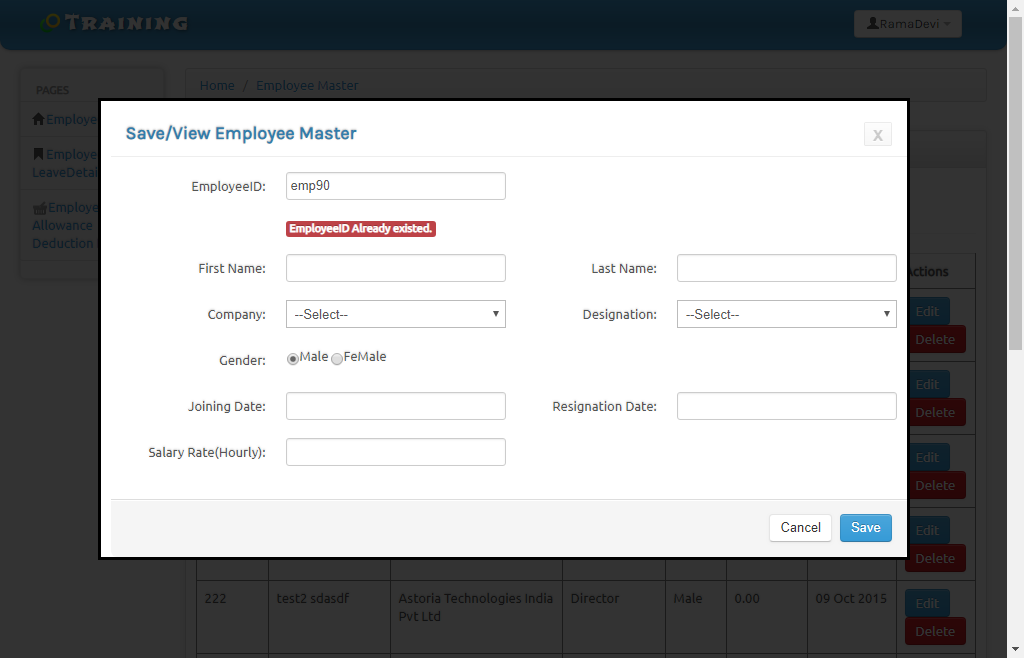 Training
RamaDevi
PAGES
Employe
Employe
LeaveDetai
Employe
Allowance
Deduction
Home / Employee Master
Save/View Employee Master
X
EmployeeID: emp90
EmployeeID Already existed.
First Name:
Last Name:
Company: --Select--
Designation: --Select--
Gender: Male FeMale
Joining Date:
Resignation Date:
Salary Rate(Hourly):
Cancel Save
Actions
Edit
Delete
Edit
Delete
Edit
Delete
Edit
Delete
222 test2 sdasdf Astoria Technologies India Director Male 0.00 09 Oct 2015 Edit
Pvt Ltd
Delete